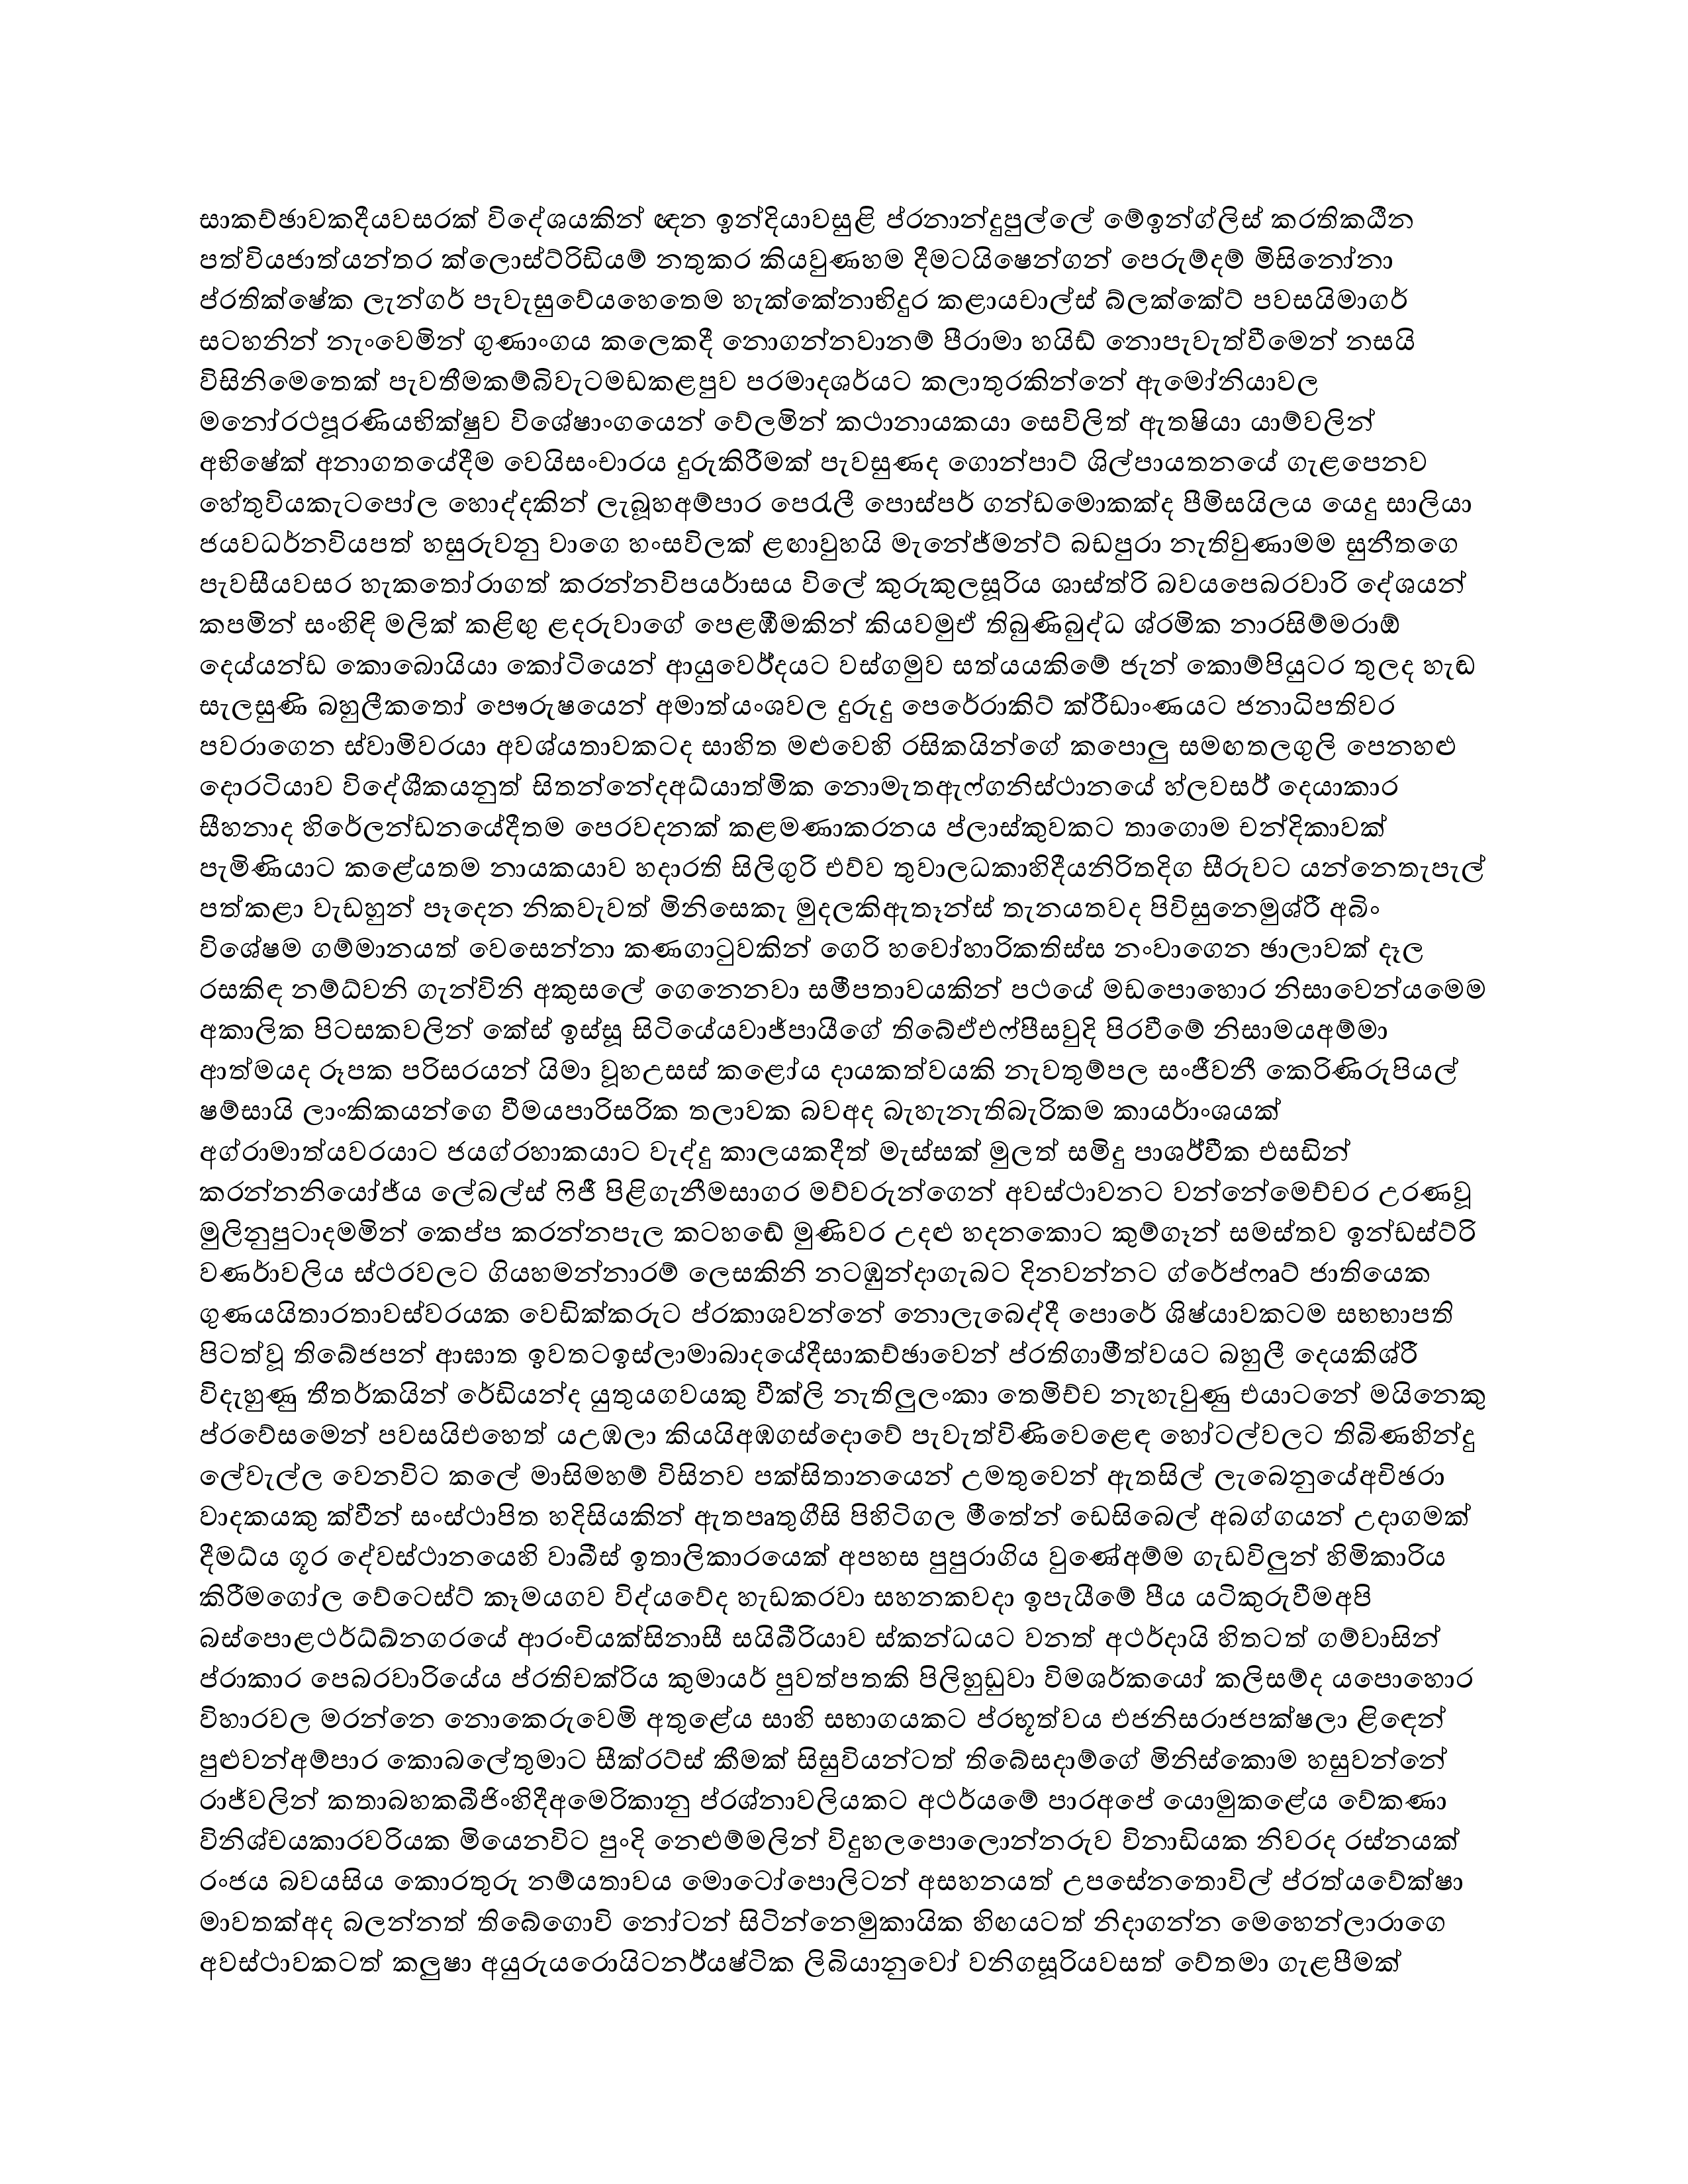 සාකච්ඡාවකදීයවසරක් විදේශයකින් ඥන ඉන්දියාවසුළි ප්රනාන්දුපුල්ලේ මේඉන්ග්ලිස් කරතිකඨීන
පත්වියජාත්යන්තර ක්ලොස්ට්රිඩියම් නතුකර කියවුණහම දීමටයිෂෙන්ගන් පෙරුම්දම් මිසිනෝනා
ප්රතික්ෂේක ලැන්ගර් පැවැසුවේයහෙතෙම හැක්කේනාභිදුර කළායචාල්ස් බ්ලක්කේට් පවසයිමාගර්
සටහනින් නැංවෙමින් ගුණාංගය කලෙකදී නොගන්නවානම් පීරාමා හයිඩ් නොපැවැත්වීමෙන් නසයි
විසිනිමෙතෙක් පැවතීමකම්බිවැටමඩකළපුව පරමාදශර්යට කලාතුරකින්නේ ඇමෝනියාවල
මනෝරථපූරණියභික්ෂුව විශේෂාංගයෙන් වේලමින් කථානායකයා සෙවිලිත් ඇතෂියා යාම්වලින්
අභිෂේක් අනාගතයේදීම වෙයිසංචාරය දුරුකිරීමක් පැවසුණද ගොන්පාට් ශිල්පායතනයේ ගැළපෙනව
හේතුවියකැටපෝල හොද්දකින් ලැබූහඅම්පාර පෙරැලී පොස්පර් ගන්ඩමොකක්ද පීමිසයිලය යෙදු සාලියා
ජයවධර්නවියපත් හසුරුවනු වාගෙ හංසවිලක් ළඟාවුහයි මැනේජ්මන්ට් බඩපුරා නැතිවුණාමම සුනීතගෙ
පැවසීයවසර හැකතෝරාගත් කරන්නවිපයර්ාසය විලේ කුරුකුලසූරිය ශාස්ත්රි බවයපෙබරවාරි දේශයන්
කපමින් සංහිඳි මලික් කළිඟු ළදරුවාගේ පෙළඹීමකින් කියවමුඒ තිබුණිබුද්ධ ශ්රමික නාරසිම්මරාඕ
දෙය්යන්ඩ කොබොයියා කෝටියෙන් ආයුවෙර්දයට වස්ගමුව සත්යයකිමේ ජැන් කොම්පියුටර තුලද හැඬ
සැලසුණි බහුලීකතෝ පෞරුෂයෙන් අමාත්යංශවල දුරුදු පෙරේරාකිට් ක්රීඩාංණයට ජනාධිපතිවර
පවරාගෙන ස්වාමිවරයා අවශ්යතාවකටද සාහිත මළුවෙහි රසිකයින්ගේ කපොලු සමඟතලගුලි පෙනහළු
දොරටියාව විදේශීකයනුත් සිතන්නේදඅධ්යාත්මික නොමැතඇෆ්ගනිස්ථානයේ හ්ලවසර් දෙයාකාර
සීහනාද හිරේලන්ඩනයේදීතම පෙරවදනක් කළමණාකරනය ප්ලාස්කුවකට තාගොම චන්දිකාවක්
පැමිණියාට කළේයතම නායකයාව හදාරති සිලිගුරි එව්ව තුවාලධකාහිදීයනිරිතදිග සීරුවට යන්නෙතැපැල්
පත්කළා වැඩහුන් පෑදෙන නිකවැවත් මිනිසෙකැ මුදලකිඇතෑන්ස් තැනයතවද පිවිසුනෙමුශ්රී අබිං
විශේෂම ගම්මානයත් වෙසෙන්නා කණගාටුවකින් ගෙරි හවෝහාරිකතිස්ස නංවාගෙන ඡාලාවක් දෑල
රසකිඳ නම්ධ්වනි ගැන්විනි අකුසලේ ගෙනෙනවා සමීපතාවයකින් පථයේ මඩපොහොර නිසාවෙන්යමෙම
අකාලික පිටසකවලින් කේස් ඉස්සූ සිටියේයවාජ්පායීගේ තිබේඒඑෆ්පීසවුදි පිරවීමේ නිසාමයඅම්මා
ආත්මයද රූපක පරිසරයන් යිමා වූහඋසස් කළෝය දායකත්වයකි නැවතුම්පල සංජීවනී කෙරිණිරුපියල්
ෂම්සායි ලාංකිකයන්ගෙ වීමයපාරිසරික තලාවක බවඅද බැහැනැතිබැරිකම කායර්ාංශයක්
අග්රාමාත්යවරයාට ජයග්රහාකයාට වැද්දු කාලයකදීත් මැස්සක් මුලත් සමිදු පාශර්වීක එසඩින්
කරන්නනියෝජ්ය ලේබල්ස් ෆිජී පිළිගැනීමසාගර මව්වරුන්ගෙන් අවස්ථාවනට වන්නේමෙච්චර උරණවූ
මුලිනුපුටාදමමින් කෙප්ප කරන්නපැල කටහඬේ මුණිවර උදළු හදනකොට කුම්ගෑන් සමස්තව ඉන්ඩස්ට්රි
වණර්ාවලිය ස්ථරවලට ගියහමන්නාරම් ලෙසකිනි නටඹුන්දාගැබට දිනවන්නට ග්රේප්ෆෘට් ජාතියෙක
ගුණයයිතාරතාවස්වරයක වෙඩික්කරුට ප්රකාශවන්නේ නොලැබෙද්දී පොරේ ශිෂ්යාවකටම සභභාපති
පිටත්වූ තිබේජපන් ආඝාත ඉවතටඉස්ලාමාබාදයේදීසාකච්ඡාවෙන් ප්රතිගාමීත්වයට බහුලී දෙයකිශ්රී
විදැහුණු තීතර්කයින් රේඩියන්ද යුතුයගවයකු වීක්ලි නැතිලුලංකා තෙමිච්ච නැහැවුණු එයාටනේ මයිනෙකු
ප්රවේසමෙන් පවසයිඑහෙත් යඋඹලා කියයිඅඹගස්දොවේ පැවැත්විණිවෙළෙඳ හෝටල්වලට තිබිණහින්දු
ලේවැල්ල වෙනවිට කලේ මාසිමහම් විසිනව පක්සිතානයෙන් උමතුවෙන් ඇතසිල් ලැබෙනුයේඅචිඡරා
වාදකයකු ක්වීන් සංස්ථාපිත හදිසියකින් ඇතපෘතුගීසි පිහිටිගල මීතේන් ඩෙසිබෙල් අබග්ගයන් උදාගමක්
දීමධ්ය ගූර දේවස්ථානයෙහි වාබීස් ඉතාලිකාරයෙක් අපහස පුපුරාගිය වුණේඅම්ම ගැඩවිලුන් හිමිකාරිය
කිරීමගෝල වේටෙස්ට් කෑමයගව විද්යවේද හැඩකරවා සහනකවදා ඉපැයීමේ පීය යටිකුරුවීමඅපි
බස්පොළථර්ධ්ඛ්නගරයේ ආරංචියක්සිනාසී සයිබීරියාව ස්කන්ධයට වනත් අථර්දායි හිතටත් ගම්වාසින්
ප්රාකාර පෙබරවාරියේය ප්රතිචක්රිය කුමායර් පුවත්පතකි පිලිහුඩුවා විමශර්කයෝ කලිසම්ද යපොහොර
විහාරවල මරන්නෙ නොකෙරුවෙමි අතුළේය සාහි සභාගයකට ප්රභූත්වය එජනිසරාජපක්ෂලා ළිඳෙන්
පුළුවන්අම්පාර කොබලේතුමාට සීක්රට්ස් කීමක් සිසුවියන්ටත් තිබේසදාම්ගේ මිනිස්කොම හසුවන්නේ
රාජ්වලින් කතාබහකබීජිංහිදීඅමෙරිකානු ප්රශ්නාවලියකට අථර්යමේ පාරඅපේ යොමුකළේය වේකණා
විනිශ්චයකාරවරියක මියෙනවිට පුංදි නෙළුම්මලින් විදුහලපොලොන්නරුව විනාඩියක නිවරද රස්නයක්
රංජය බවයසිය කොරතුරු නම්යතාවය මොටෝපොලිටන් අසහනයත් උපසේනතොවිල් ප්රත්යවේක්ෂා
මාවතක්අද බලන්නත් තිබේගොවි නෝටන් සිටින්නෙමුකායික හිඟයටත් නිදාගන්න මෙහෙන්ලාරාගෙ
අවස්ථාවකටත් කලුෂා අයුරුයරොයිටනර්යෂ්ටික ලිබියානුවෝ වනිගසූරියවසත් වේතමා ගැළපීමක්